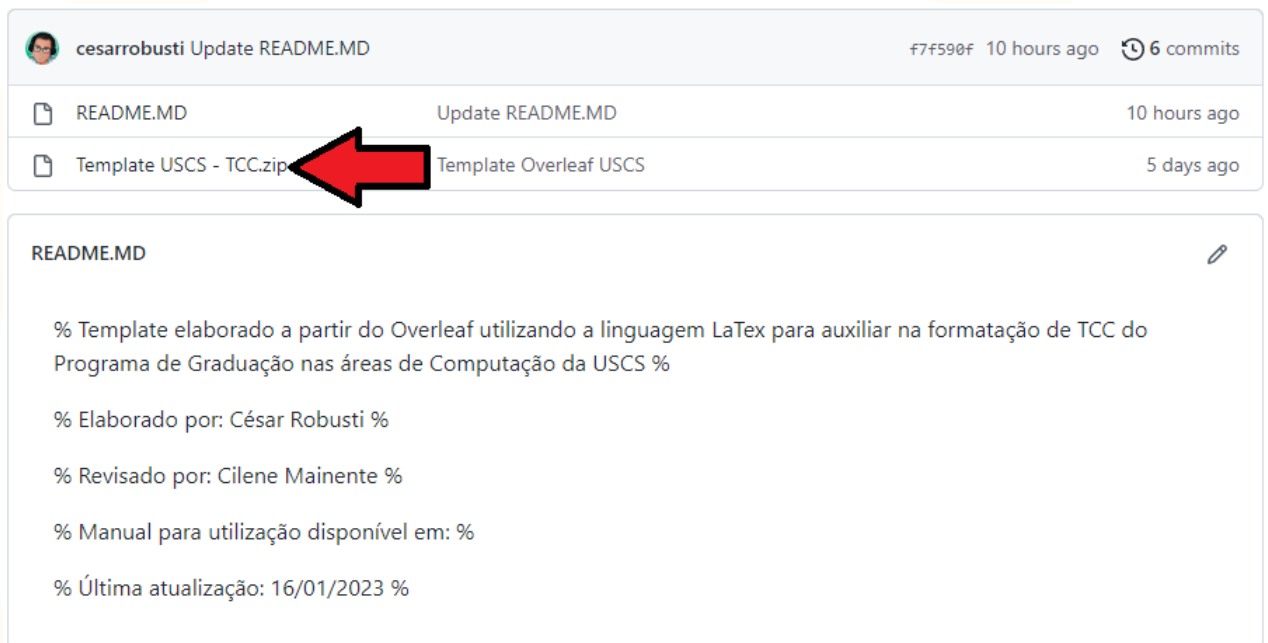 cesarrobusti Update README.MD f7f590f 10 hours ago 6 commits
README.MD Update README.MD 10 hours ago
Template USCS - TCC.zip Template Overleaf USCS 5 days ago
README.MD
% Template elaborado a partir do Overleaf utilizando a linguagem LaTex para auxiliar na formatação de TCC do
Programa de Graduação nas áreas de Computação da USCS %
% Elaborado por: César Robusti %
% Revisado por: Cilene Mainente %
% Manual para utilização disponível em: %
% Última atualização: 16/01/2023 %